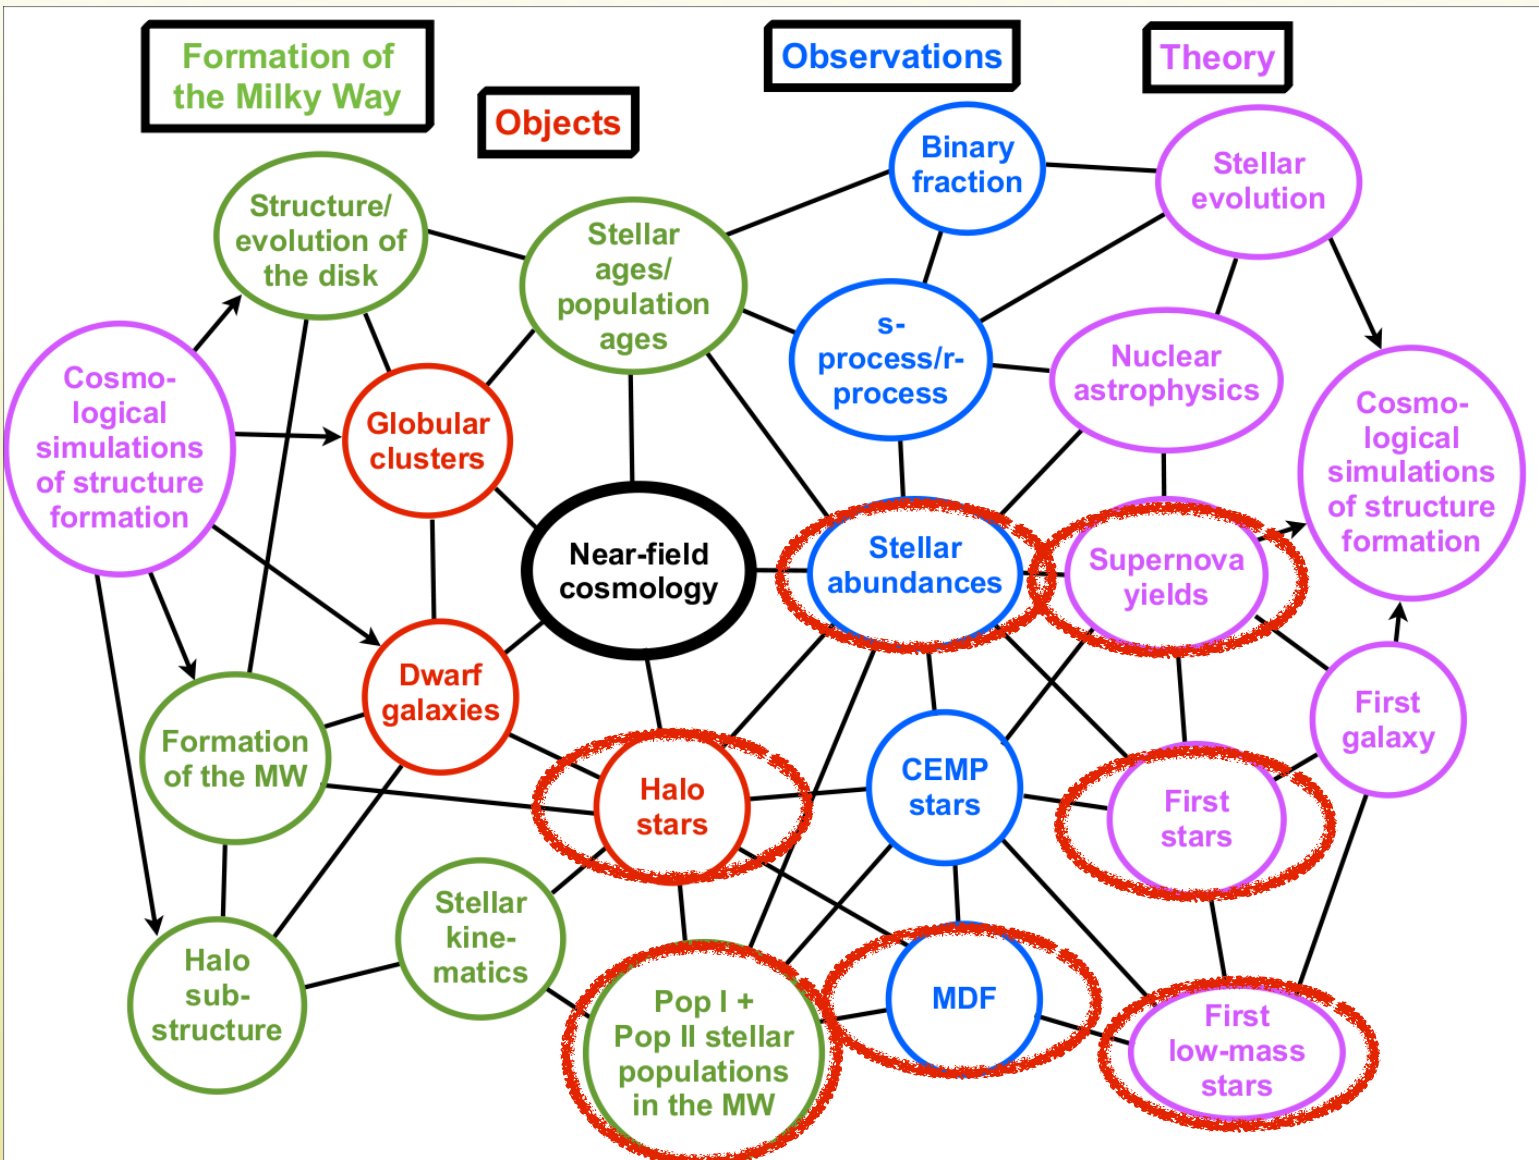 Formation of
the Milky Way
Objects
Observations
Theory
Binary
fraction
Stellar
evolution
Structure/
evolution of
the disk
Stellar
ages/
population
ages
s-
process/r-
process
Nuclear
astrophysics
Cosmo-
logical
simulations
of structure
formation
Globular
clusters
Cosmo-
logical
simulations
of structure
formation
Near-field
cosmology
Stellar
abundances
Supernova
yields
Dwarf
galaxies
First
galaxy
Formation
of the MW
Halo
stars
CEMP
stars
First
stars
Stellar
kine-
matics
Halo
sub-
structure
Pop I +
Pop II stellar
populations
in the MW
MDF
First
low-mass
stars